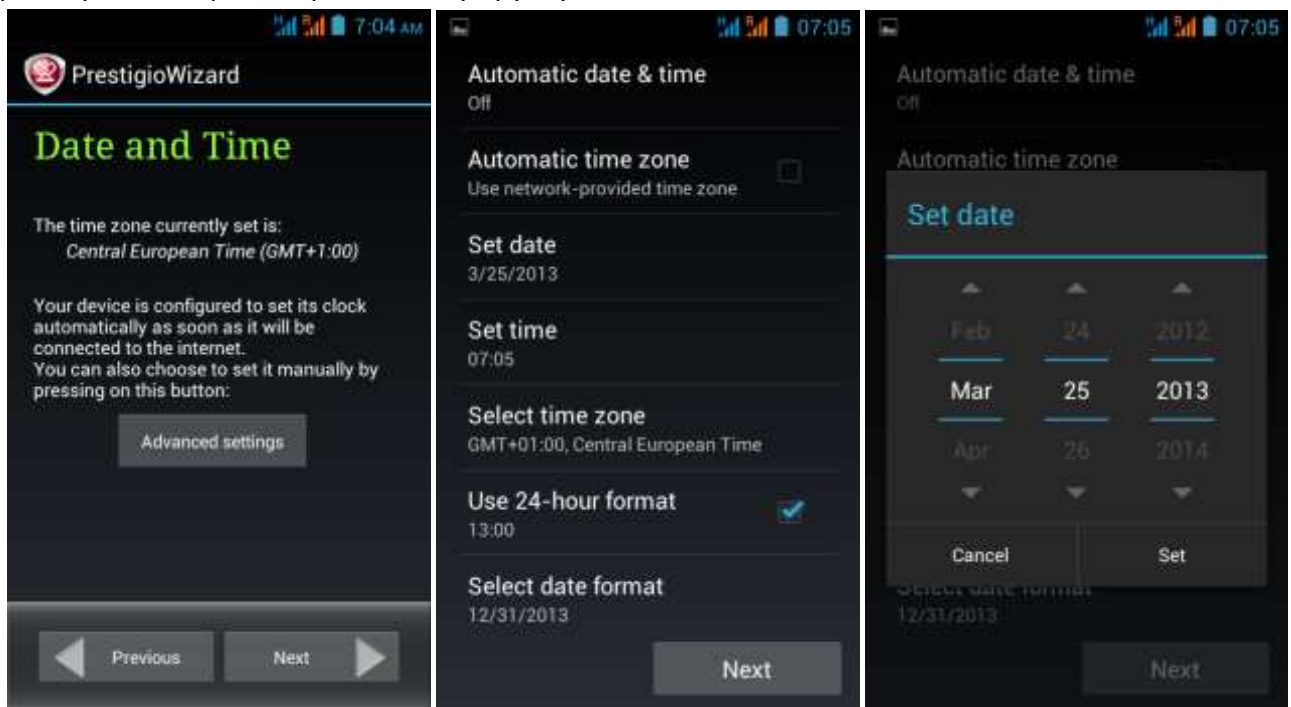 7:04 AM
PrestigioWizard
Date and Time
The time zone currently set is:
Central European Time (GMT+1:00)
Your device is configured to set its clock
automatically as soon as it will be
connected to the internet.
You can also choose to set it manually by
pressing on this button:
Advanced settings
Previous
Next
07:05
Automatic date & time
Off
Automatic time zone
Use network-provided time zone
Set date
3/25/2013
Set time
07:05
Select time zone
GMT+01:00, Central European Time
Use 24-hour format
13:00
Select date format
12/31/2013
Next
07:05
Automatic date & time
Off
Automatic time zone
Set date
Feb 24 2012
Mar 25 2013
Apr 26 2014
Cancel Set
Select date format
12/31/2013
Next